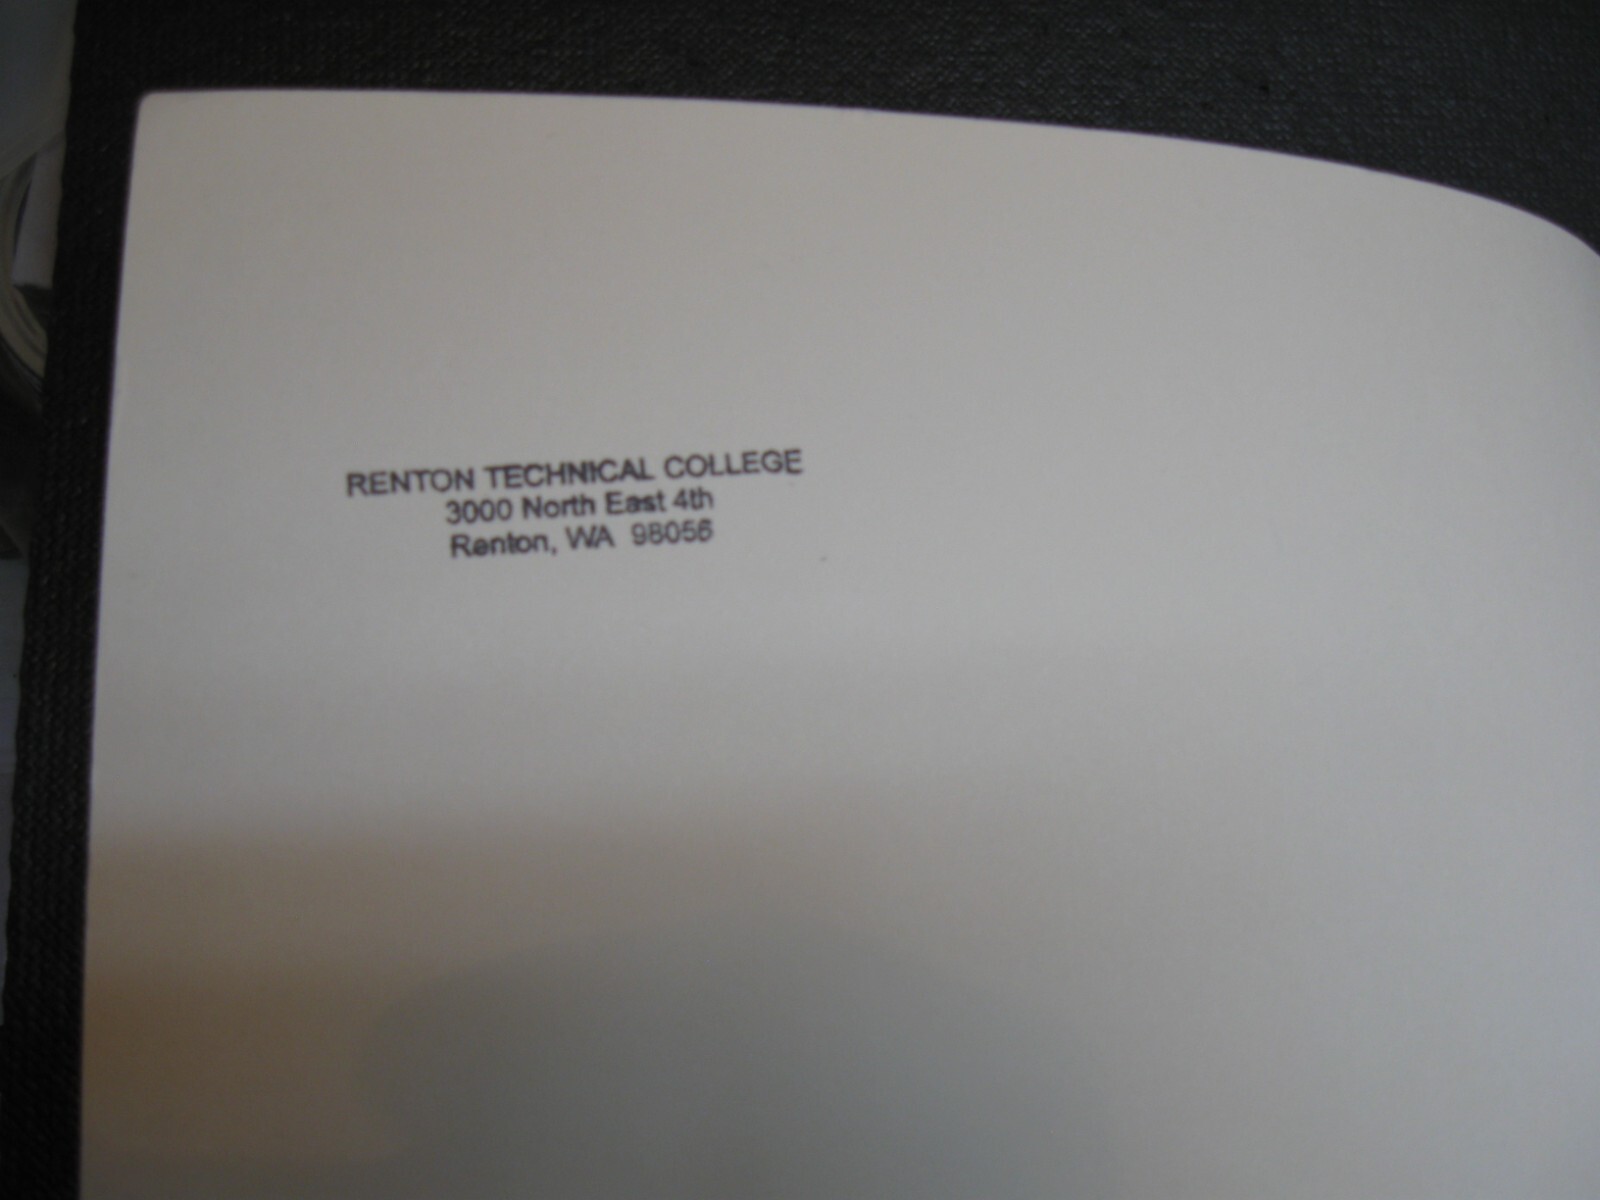 RENTON TECHNICAL COLLEGE
3000 North East 4th
Renton, WA 98056